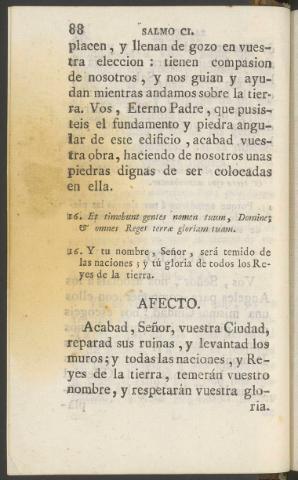 88 SALMO CI.
placen, y llenan de gozo en vues-
tra eleccion: tienen compasion
de nosotros, y nos guian y ayu-
dan mientras andamos sobre la tier-
ra. Vos, Eterno Padre, que pusis-
teis el fundamento y piedra angu-
lar de este edificio, acabad vues-
tra obra, haciendo de nosotros unas
piedras dignas de ser colocadas
en ella.
16. Et timebunt gentes nomen tuum, Domine;
& omnes Reges terræ gloriam tuam.
16. Y tu nombre, Señor, será temido de
las naciones; y tu gloria de todos los Re-
yes de la tierra.
AFECTO.
Acabad, Señor, vuestra Ciudad,
reparad sus ruinas, y levantad los
muros; y todas las naciones, y Re-
yes de la tierra, temerán vuestro
nombre, y respetarán vuestra glo-
ria.